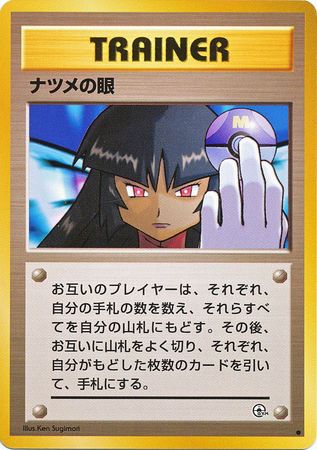 TRAINER
ナツメの眼
M
お互いのプレイヤーは、それぞれ、
自分の手札の数を数え、それらすべ
てを自分の山札にもどす。その後、
お互いに山札をよく切り、それぞれ、
自分がもどした枚数のカードを引い
て、手札にする。
Illus.Ken Sugimori